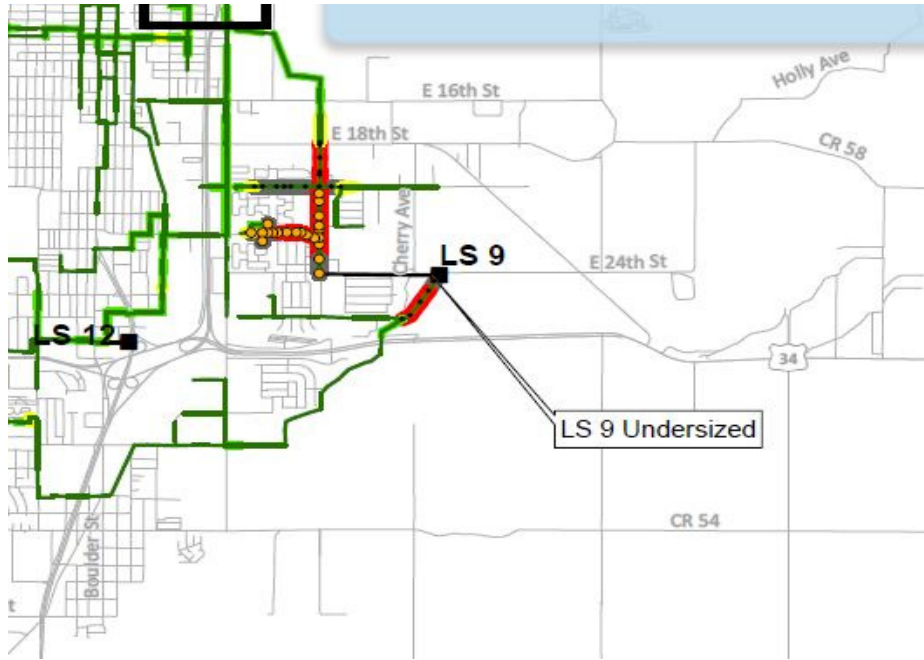 Holly Ave
E 16th St
E 18th St
CR 58
Cherry Ave
LS 9
E 24th St
LS 12
34
LS 9 Undersized
CR 54
Boulder St
t